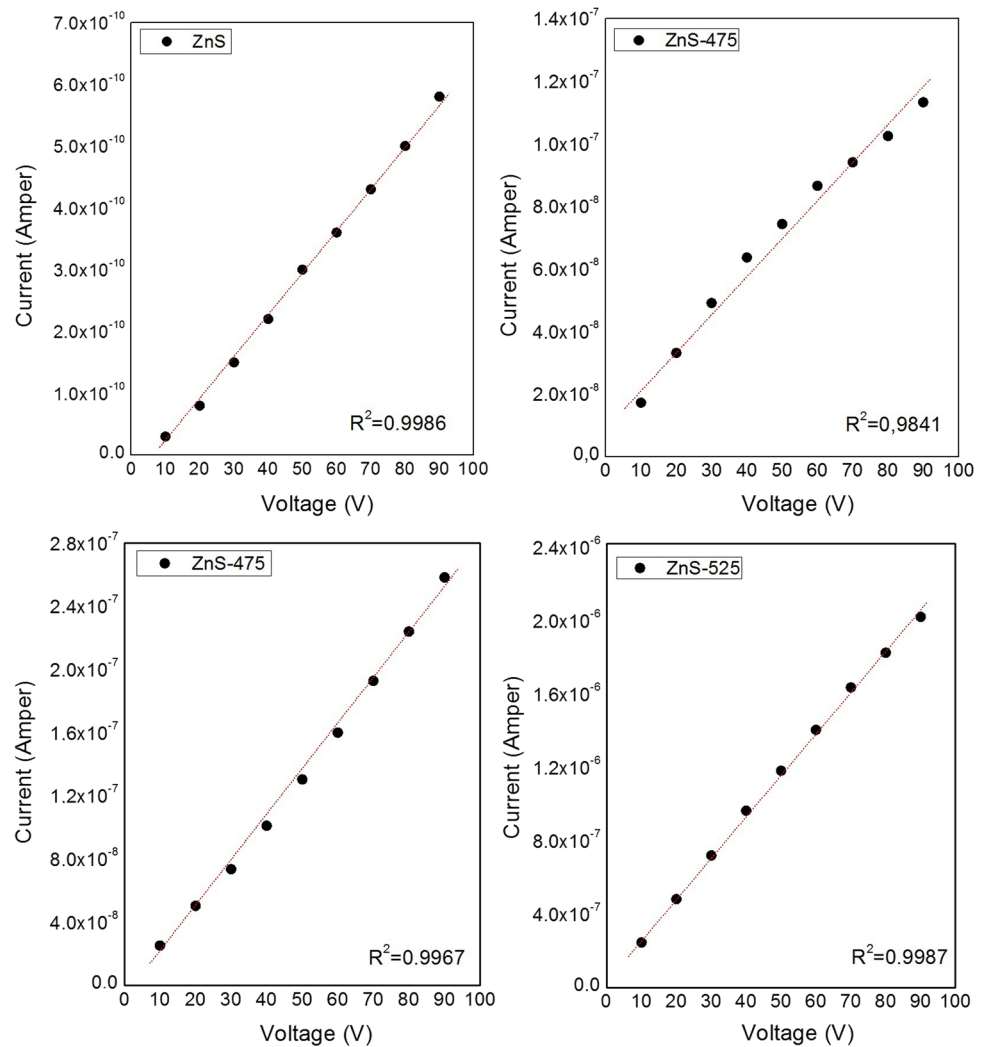 ZnS
7.0x10⁻¹⁰
6.0x10⁻¹⁰
5.0x10⁻¹⁰
4.0x10⁻¹⁰
3.0x10⁻¹⁰
2.0x10⁻¹⁰
1.0x10⁻¹⁰
0.0
Current (Amper)
R²=0.9986
0 10 20 30 40 50 60 70 80 90 100
Voltage (V)
ZnS-475
1.4x10⁻⁷
1.2x10⁻⁷
1.0x10⁻⁷
8.0x10⁻⁸
6.0x10⁻⁸
4.0x10⁻⁸
2.0x10⁻⁸
0,0
Current (Amper)
R²=0,9841
0 10 20 30 40 50 60 70 80 90 100
Voltage (V)
ZnS-475
2.8x10⁻⁷
2.4x10⁻⁷
2.0x10⁻⁷
1.6x10⁻⁷
1.2x10⁻⁷
8.0x10⁻⁸
4.0x10⁻⁸
0.0
Current (Amper)
R²=0.9967
0 10 20 30 40 50 60 70 80 90 100
Voltage (V)
ZnS-525
2.4x10⁻⁶
2.0x10⁻⁶
1.6x10⁻⁶
1.2x10⁻⁶
8.0x10⁻⁷
4.0x10⁻⁷
0.0
Current (Amper)
R²=0.9987
0 10 20 30 40 50 60 70 80 90 100
Voltage (V)